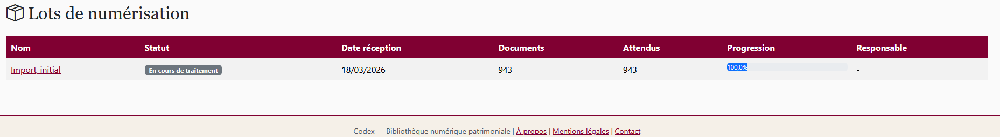 Lots de numérisation
Nom Statut Date réception Documents Attendus Progression Responsable
Import_initial En cours de traitement 18/03/2026 943 943 100,0% -
Codex — Bibliothèque numérique patrimoniale | À propos | Mentions légales | Contact